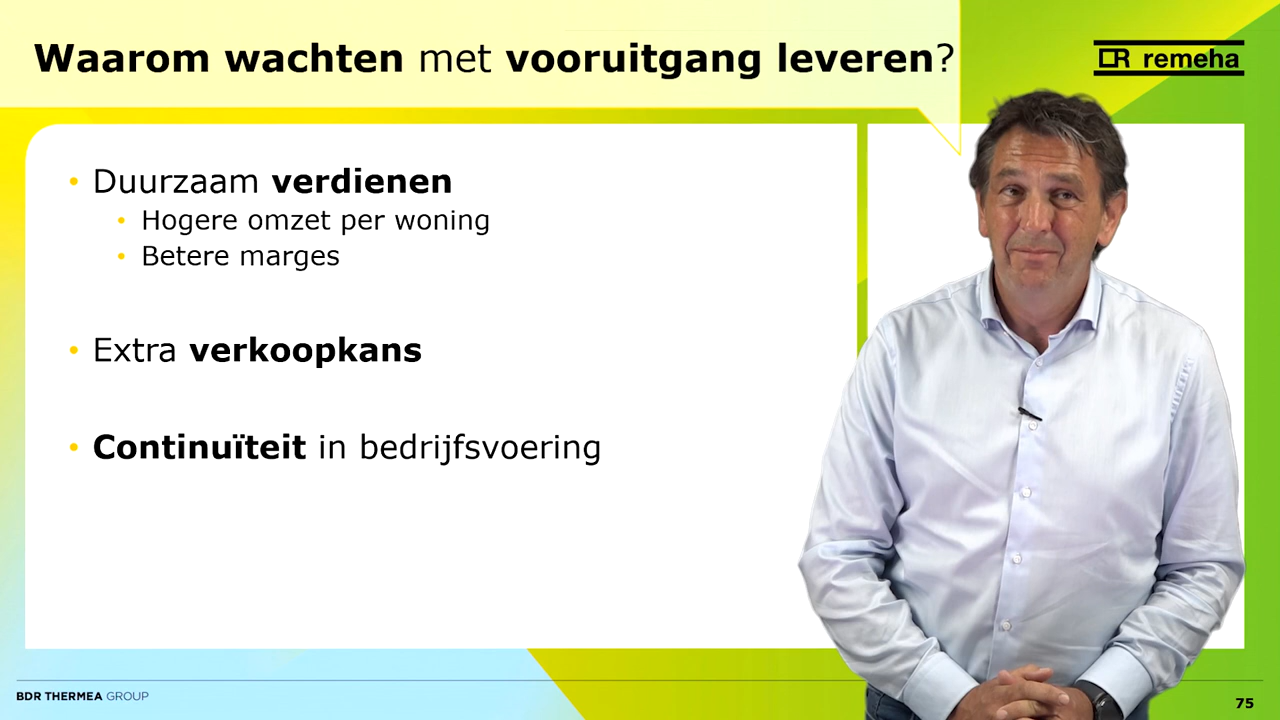 Waarom wachten met vooruitgang leveren?
remeha
• Duurzaam verdienen
• Hogere omzet per woning
• Betere marges
• Extra verkoopkans
• Continuïteit in bedrijfsvoering
BDR THERMEA GROUP
75